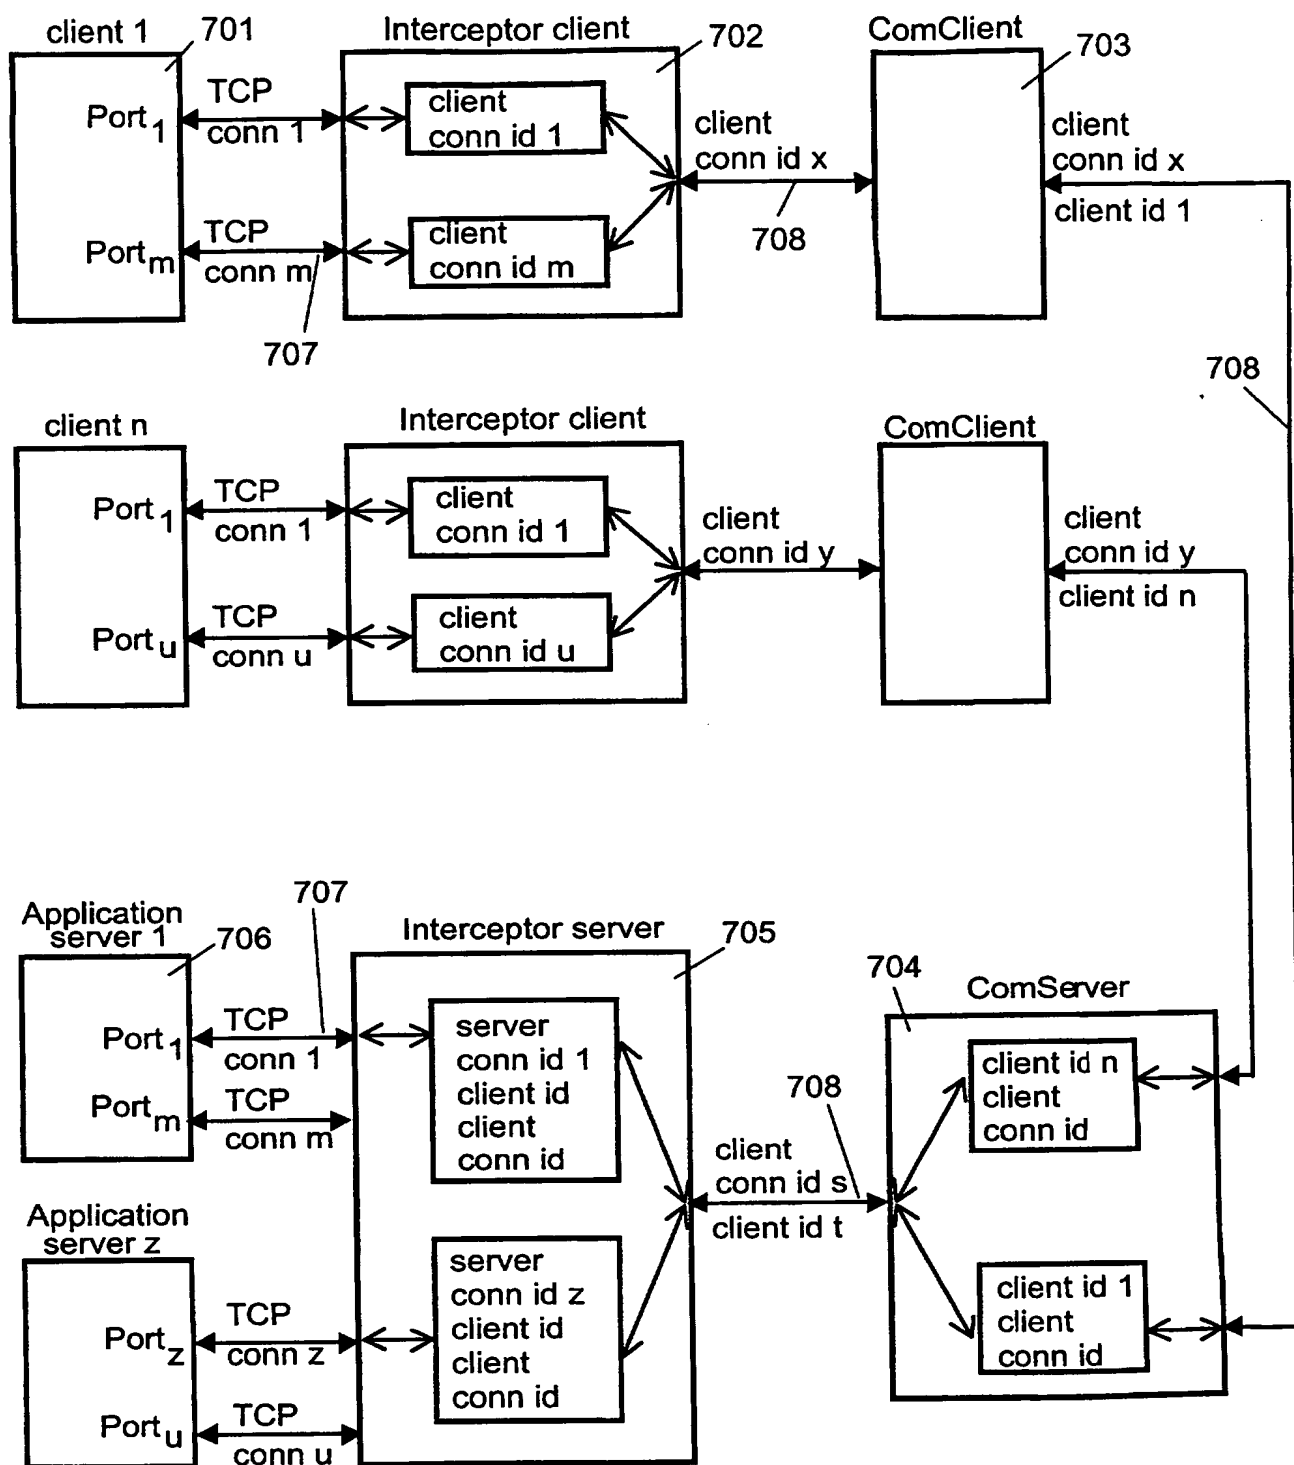 client 1
701
Interceptor client
702
ComClient
703
Port1
TCP
conn 1
client
conn id 1
client
conn id x
client
conn id x
client id 1
Portm
TCP
conn m
client
conn id m
708
707
708
client n
Interceptor client
ComClient
Port1
TCP
conn 1
client
conn id 1
client
conn id y
client
conn id y
client id n
Portu
TCP
conn u
client
conn id u
Application
server 1
706
707
Interceptor server
705
704
ComServer
Port1
TCP
conn 1
server
conn id 1
client id
client
conn id
client id n
client
conn id
Portm
TCP
conn m
708
client
conn id s
client id t
Application
server z
server
conn id z
client id
client
conn id
client id 1
client
conn id
Portz
TCP
conn z
Portu
TCP
conn u